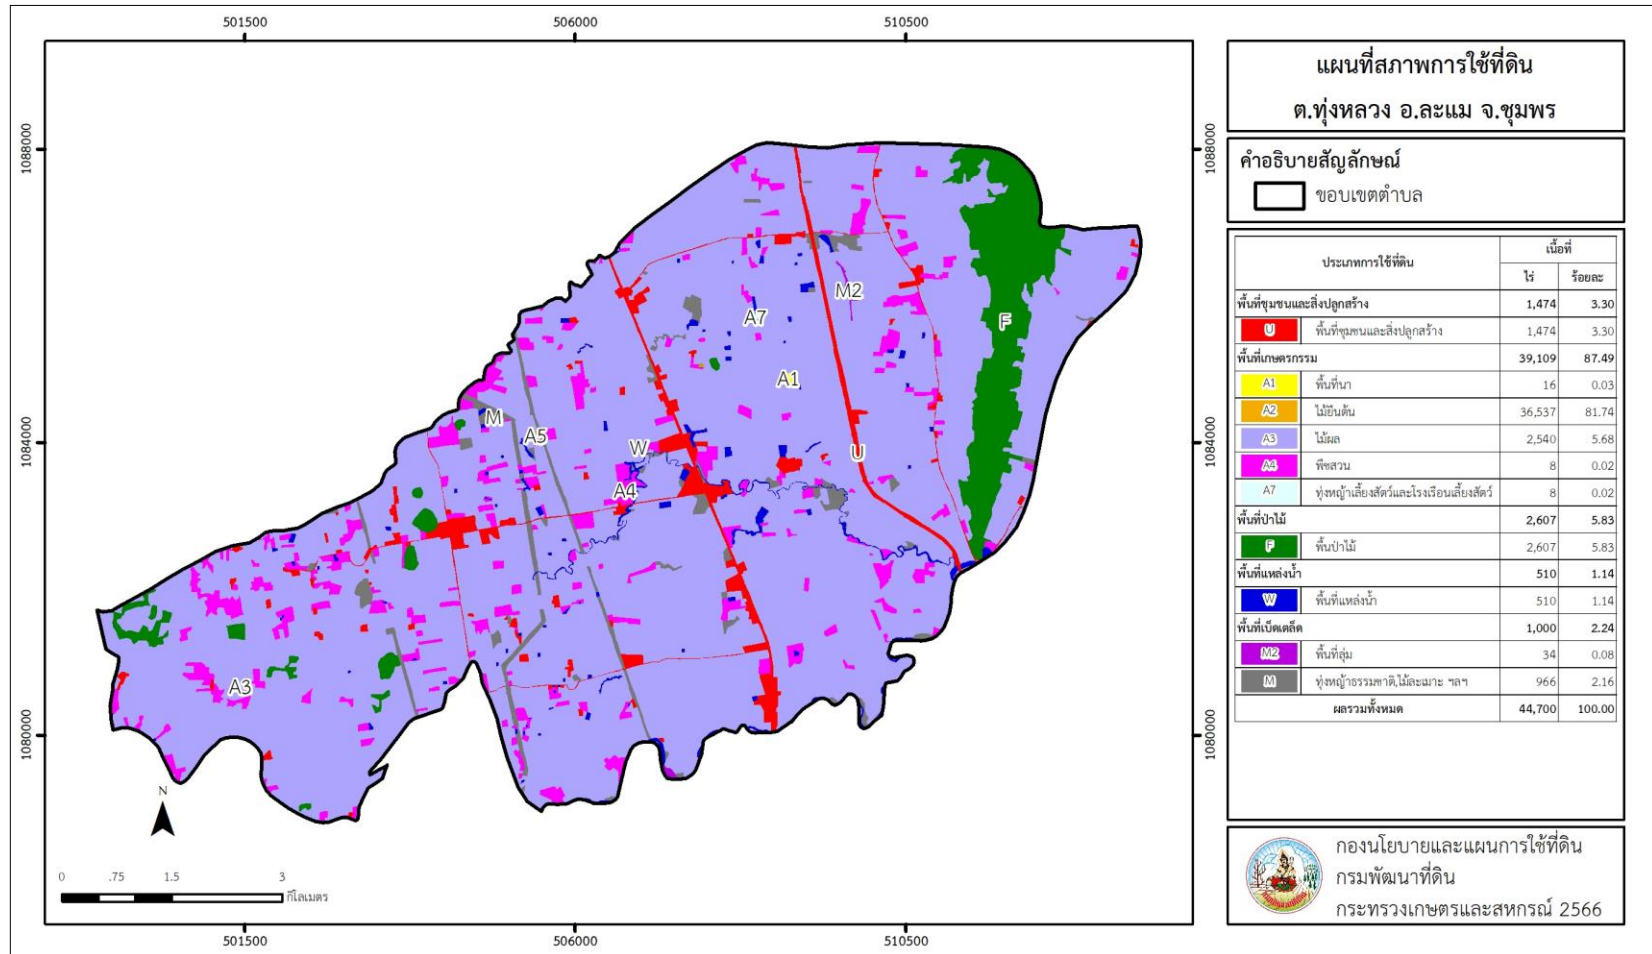 501500 506000 510500
1088000 1088000
1084000 1084000
1080000 1080000
F
M2
A7
A1
M
A5
W
U
A4
A3
N
0 .75 1.5 3
กิโลเมตร
501500 506000 510500
แผนที่สภาพการใช้ที่ดิน
ต.ทุ่งหลวง อ.ละแม จ.ชุมพร
คำอธิบายสัญลักษณ์
ขอบเขตตำบล
ประเภทการใช้ที่ดิน เนื้อที่
ไร่ ร้อยละ
พื้นที่ชุมชนและสิ่งปลูกสร้าง 1,474 3.30
U พื้นที่ชุมชนและสิ่งปลูกสร้าง 1,474 3.30
พื้นที่เกษตรกรรม 39,109 87.49
A1 พื้นที่นา 16 0.03
A2 ไม้ยืนต้น 36,537 81.74
A3 ไม้ผล 2,540 5.68
A4 พืชสวน 8 0.02
A7 ทุ่งหญ้าเลี้ยงสัตว์และโรงเรือนเลี้ยงสัตว์ 8 0.02
พื้นที่ป่าไม้ 2,607 5.83
F พื้นป่าไม้ 2,607 5.83
พื้นที่แหล่งน้ำ 510 1.14
W พื้นที่แหล่งน้ำ 510 1.14
พื้นที่เบ็ดเตล็ด 1,000 2.24
M2 พื้นที่ลุ่ม 34 0.08
M ทุ่งหญ้าธรรมชาติ,ไม้ละเมาะ ฯลฯ 966 2.16
ผลรวมทั้งหมด 44,700 100.00
กองนโยบายและแผนการใช้ที่ดิน
กรมพัฒนาที่ดิน
กระทรวงเกษตรและสหกรณ์ 2566